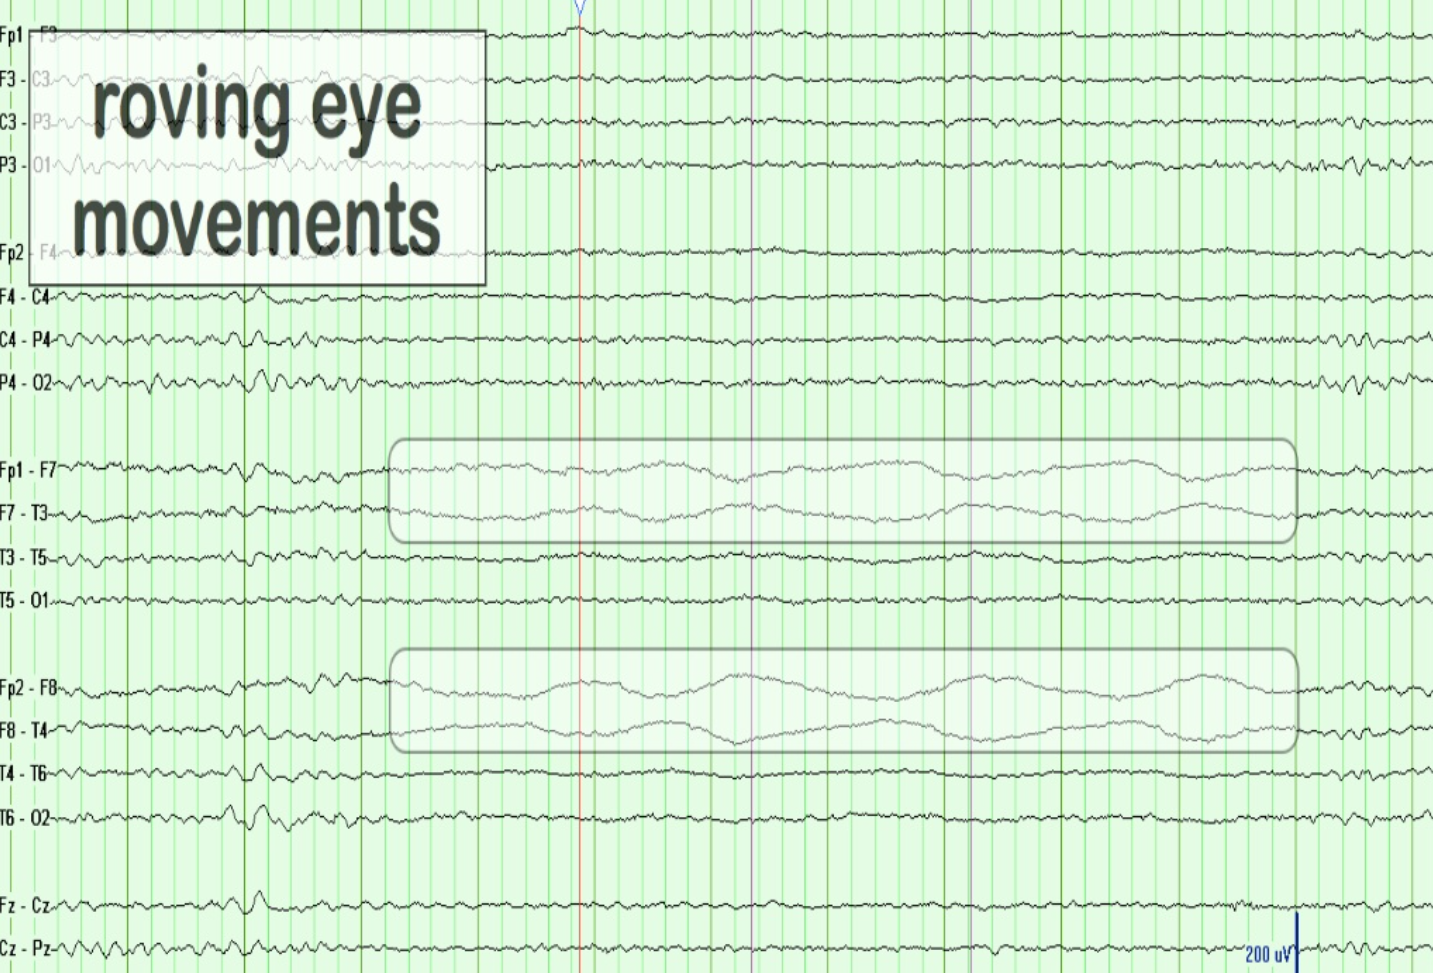 Fp1 - F3
F3 - C3
C3 - P3
P3 - O1
roving eye
movements
Fp2 - F4
F4 - C4
C4 - P4
P4 - O2
Fp1 - F7
F7 - T3
T3 - T5
T5 - O1
Fp2 - F8
F8 - T4
T4 - T6
T6 - O2
Fz - Cz
Cz - Pz
200 uV